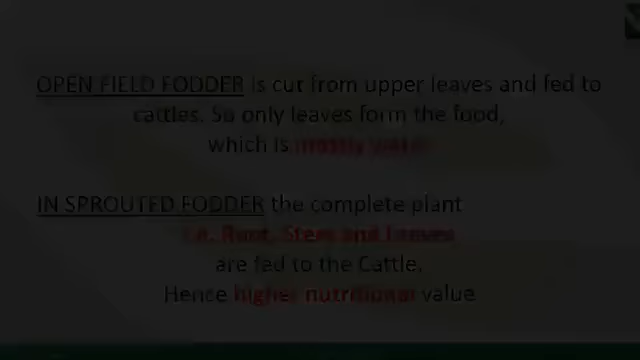 OPEN FIELD FODDER is cut from upper leaves and fed to
cattles. So only leaves form the food,
which is mostly water
IN SPROUTED FODDER the complete plant
i.e. Root, Stem and Leaves
are fed to the Cattle.
Hence higher nutritional value